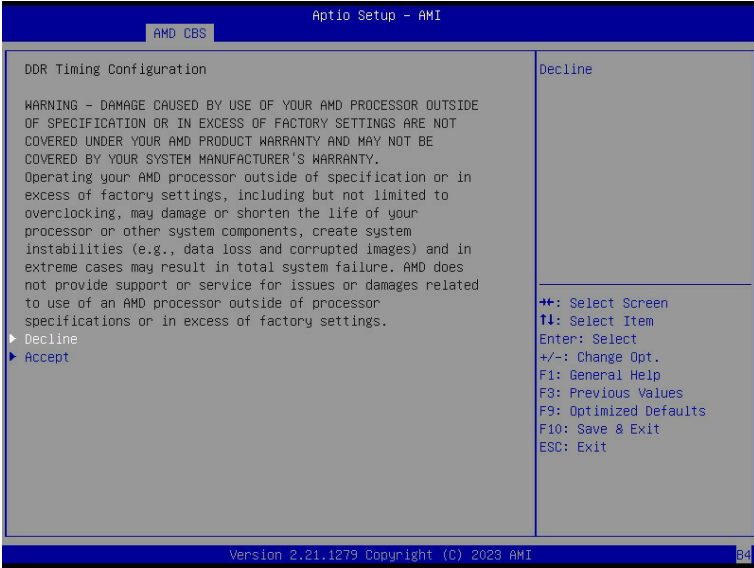 Aptio Setup – AMI
AMD CBS
DDR Timing Configuration
WARNING – DAMAGE CAUSED BY USE OF YOUR AMD PROCESSOR OUTSIDE
OF SPECIFICATION OR IN EXCESS OF FACTORY SETTINGS ARE NOT
COVERED UNDER YOUR AMD PRODUCT WARRANTY AND MAY NOT BE
COVERED BY YOUR SYSTEM MANUFACTURER'S WARRANTY.
Operating your AMD processor outside of specification or in
excess of factory settings, including but not limited to
overclocking, may damage or shorten the life of your
processor or other system components, create system
instabilities (e.g., data loss and corrupted images) and in
extreme cases may result in total system failure. AMD does
not provide support or service for issues or damages related
to use of an AMD processor outside of processor
specifications or in excess of factory settings.
Decline
Accept
Decline
→←: Select Screen
↑↓: Select Item
Enter: Select
+/-: Change Opt.
F1: General Help
F3: Previous Values
F9: Optimized Defaults
F10: Save & Exit
ESC: Exit
Version 2.21.1279 Copyright (C) 2023 AMI
B4